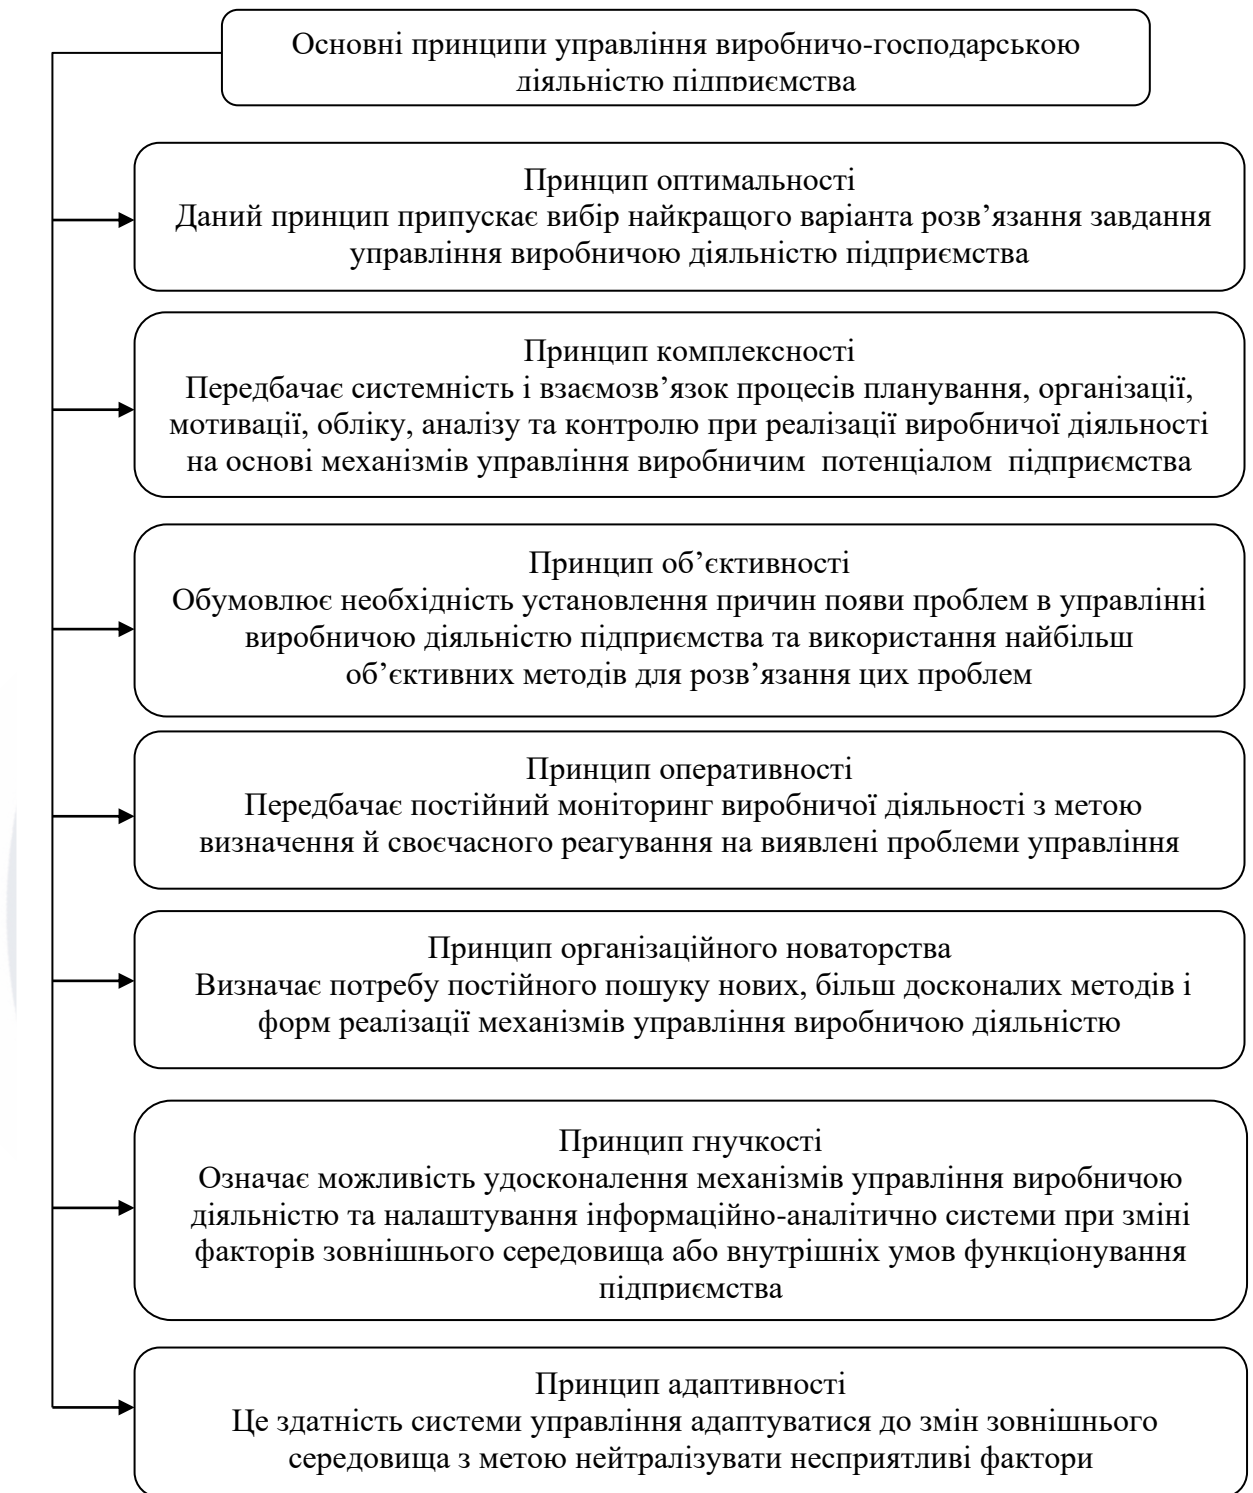 Основні принципи управління виробничо-господарською
діяльністю підприємства
Принцип оптимальності
Даний принцип припускає вибір найкращого варіанта розв’язання завдання
управління виробничою діяльністю підприємства
Принцип комплексності
Передбачає системність і взаємозв’язок процесів планування, організації,
мотивації, обліку, аналізу та контролю при реалізації виробничої діяльності
на основі механізмів управління виробничим потенціалом підприємства
Принцип об’єктивності
Обумовлює необхідність установлення причин появи проблем в управлінні
виробничою діяльністю підприємства та використання найбільш
об’єктивних методів для розв’язання цих проблем
Принцип оперативності
Передбачає постійний моніторинг виробничої діяльності з метою
визначення й своєчасного реагування на виявлені проблеми управління
Принцип організаційного новаторства
Визначає потребу постійного пошуку нових, більш досконалих методів і
форм реалізації механізмів управління виробничою діяльністю
Принцип гнучкості
Означає можливість удосконалення механізмів управління виробничою
діяльністю та налаштування інформаційно-аналітично системи при зміні
факторів зовнішнього середовища або внутрішніх умов функціонування
підприємства
Принцип адаптивності
Це здатність системи управління адаптуватися до змін зовнішнього
середовища з метою нейтралізувати несприятливі фактори